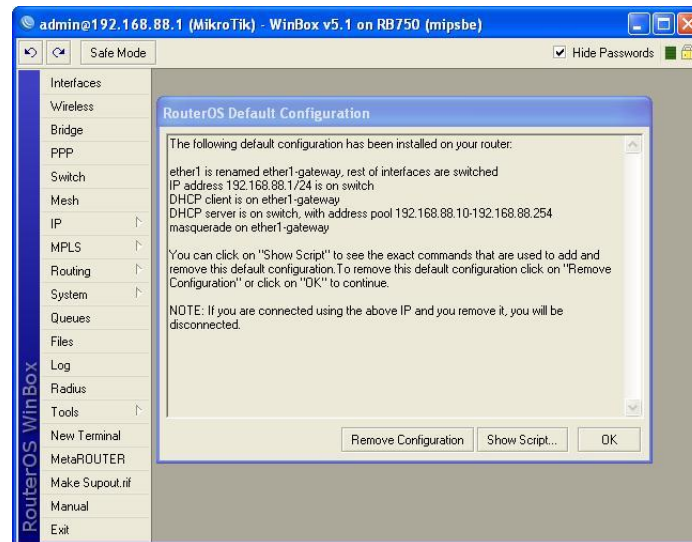 admin@192.168.88.1 (MikroTik) - WinBox v5.1 on RB750 (mipsbe)
Safe Mode
Hide Passwords
Interfaces
Wireless
Bridge
PPP
Switch
Mesh
IP
MPLS
Routing
System
Queues
Files
Log
Radius
Tools
New Terminal
MetaROUTER
Make Supout.rif
Manual
Exit
RouterOS WinBox
RouterOS Default Configuration
The following default configuration has been installed on your router:
ether1 is renamed ether1-gateway, rest of interfaces are switched
IP address 192.168.88.1/24 is on switch
DHCP client is on ether1-gateway
DHCP server is on switch, with address pool 192.168.88.10-192.168.88.254
masquerade on ether1-gateway
You can click on "Show Script" to see the exact commands that are used to add and
remove this default configuration.To remove this default configuration click on "Remove
Configuration" or click on "OK" to continue.
NOTE: If you are connected using the above IP and you remove it, you will be
disconnected.
Remove Configuration
Show Script...
OK